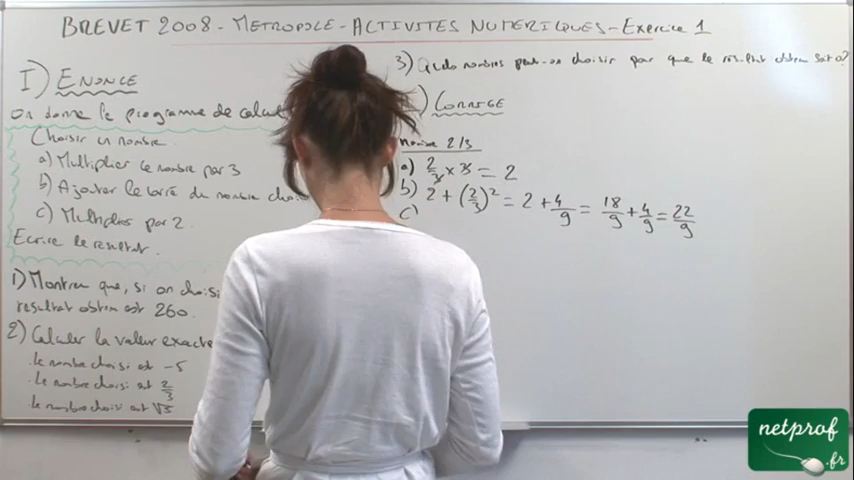 BREVET 2008 - METROPOLE - ACTIVITES NUMERIQUES - Exercice 1
I) ENONCE
On donne le programme de calcul
Choisir un nombre
a) Multiplier ce nombre par 3
b) Ajouter le carré du nombre choi
c) Multiplier par 2
Ecrire le résultat.
1) Montrer que, si on choisi
résultat obtenu est 260.
2) Calculer la valeur exacte
. le nombre choisi est -5
. le nombre choisi est 2/3
. le nombre choisi est √5
3) Quels nombres peut-on choisir pour que le résultat obtenu soit 0?
) CORRIGE
nombre 2/3
a) 2/3 x 3 = 2
b) 2 + (2/3)² = 2 + 4/9 = 18/9 + 4/9 = 22/9
c)
netprof
.fr